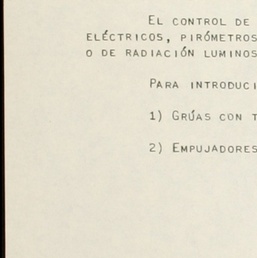 EL CONTROL DE
ELÉCTRICOS, PIRÓMETROS
O DE RADIACIÓN LUMINOS
PARA INTRODUCI
1) GRÚAS CON T
2) EMPUJADORES